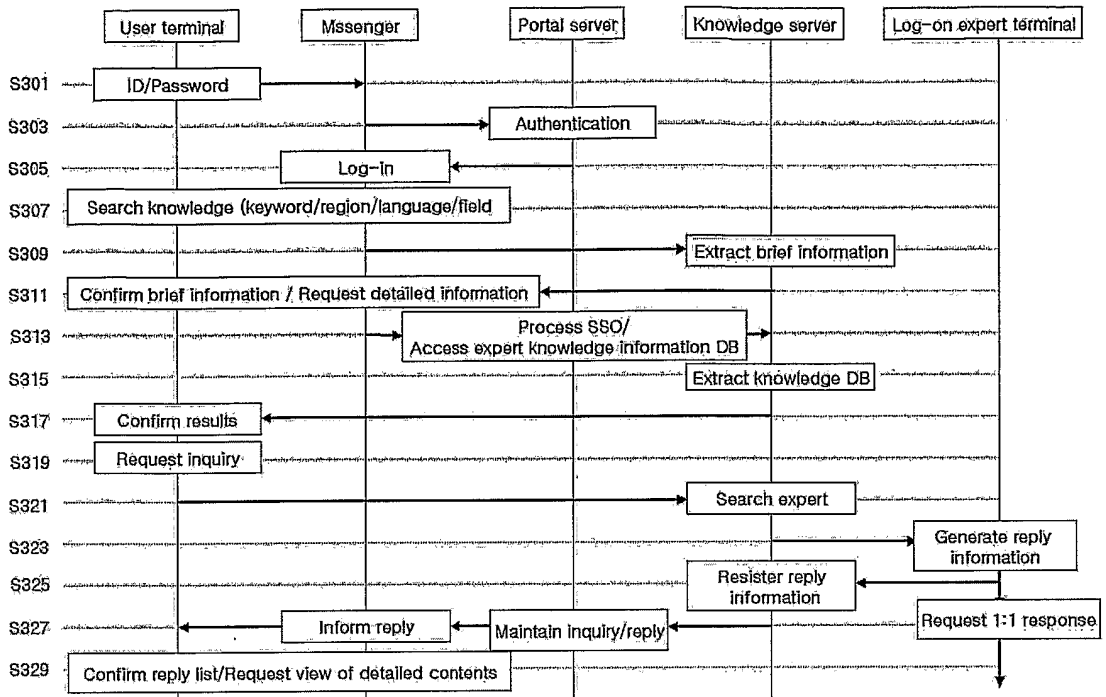 User terminal
Mssenger
Portal server
Knowledge server
Log-on expert terminal
S301
ID/Password
S303
Authentication
S305
Log-in
S307
Search knowledge (keyword/region/language/field
S309
Extract brief information
S311
Confirm brief information / Request detailed information
S313
Process SSO/
Access expert knowledge information DB
S315
Extract knowledge DB
S317
Confirm results
S319
Request inquiry
S321
Search expert
S323
Generate reply
information
S325
Resister reply
information
S327
Inform reply
Maintain inquiry/reply
Request 1:1 response
S329
Confirm reply list/Request view of detailed contents